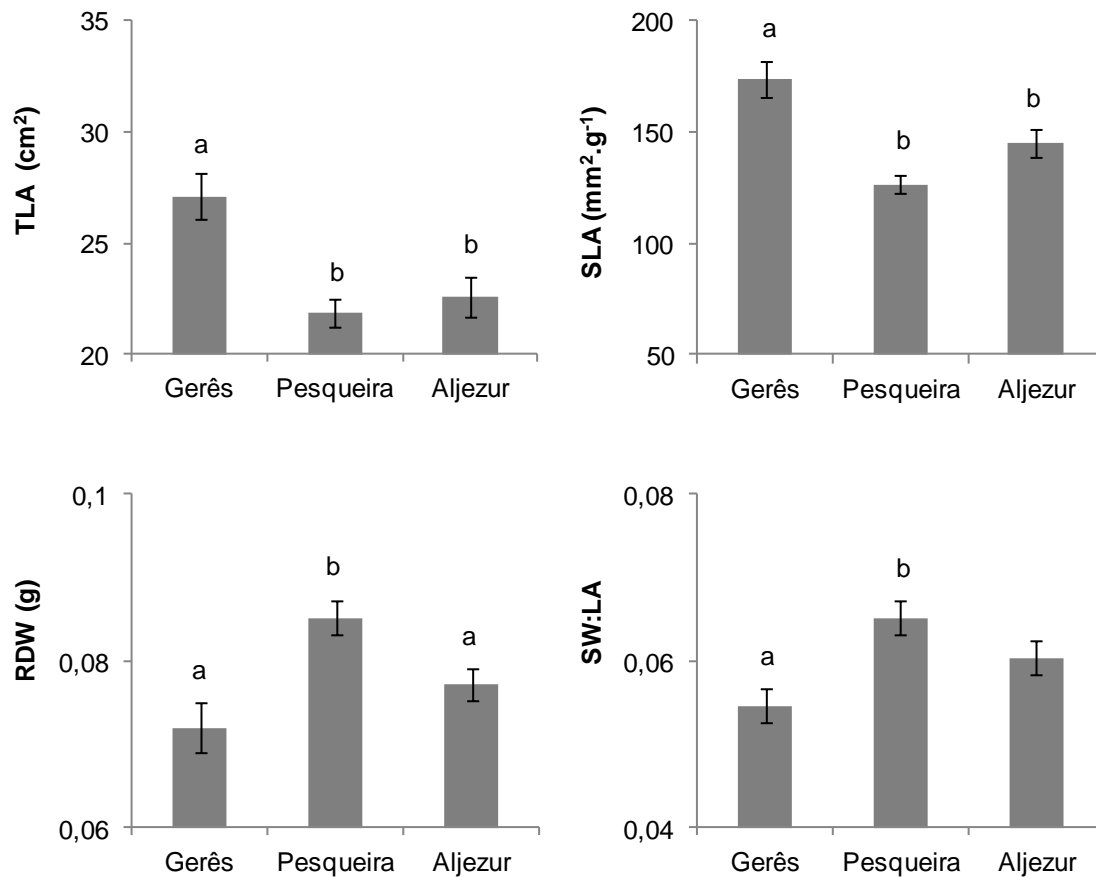 TLA (cm²)
35
30
25
20
a
b
b
Gerês Pesqueira Aljezur
SLA (mm².g⁻¹)
200
150
100
50
a
b
b
Gerês Pesqueira Aljezur
RDW (g)
0,1
0,08
0,06
a
b
a
Gerês Pesqueira Aljezur
SW:LA
0,08
0,06
0,04
a
b
Gerês Pesqueira Aljezur